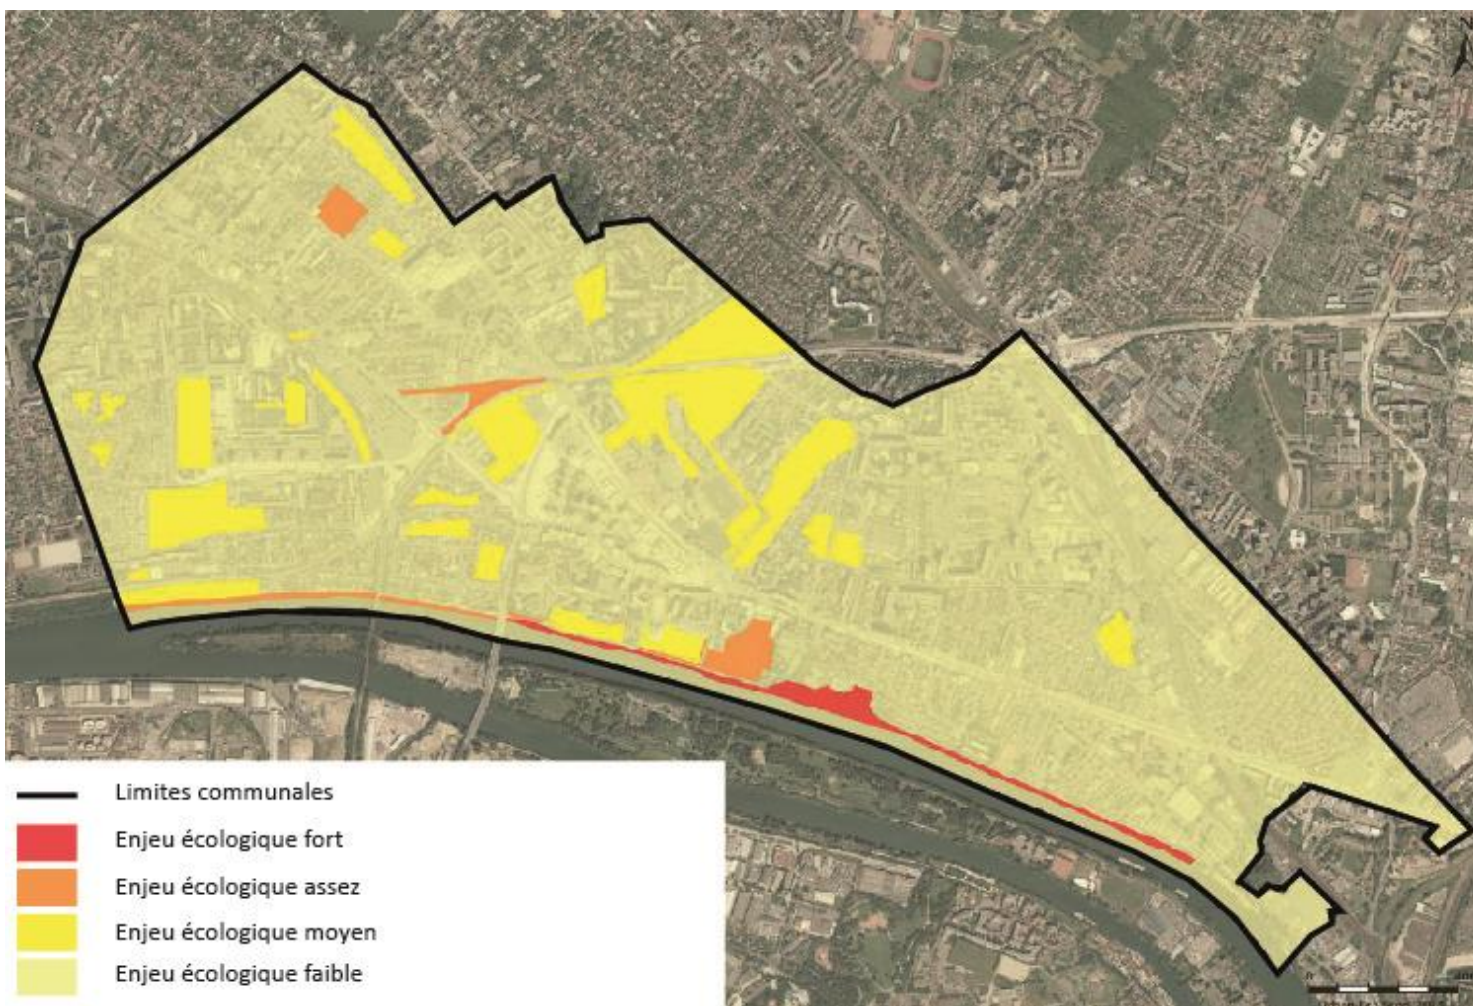 N
Limites communales
Enjeu écologique fort
Enjeu écologique assez
Enjeu écologique moyen
Enjeu écologique faible